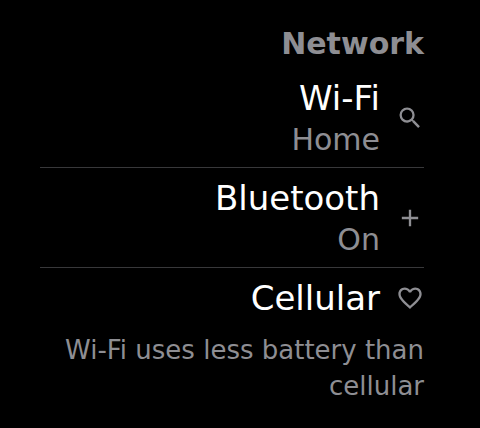 Network
Wi-Fi
Home
Bluetooth
On
Cellular
Wi-Fi uses less battery than
cellular